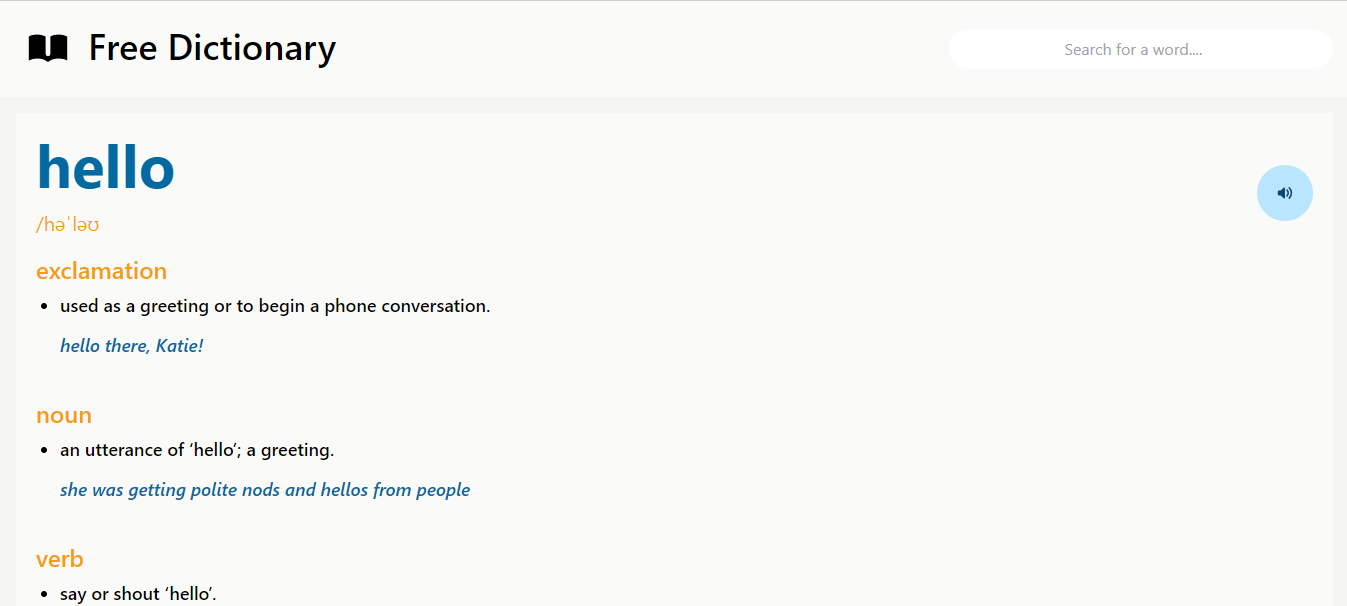 Free Dictionary
Search for a word....
hello
/həˈləʊ
exclamation
• used as a greeting or to begin a phone conversation.
hello there, Katie!
noun
• an utterance of ‘hello’; a greeting.
she was getting polite nods and hellos from people
verb
• say or shout ‘hello’.